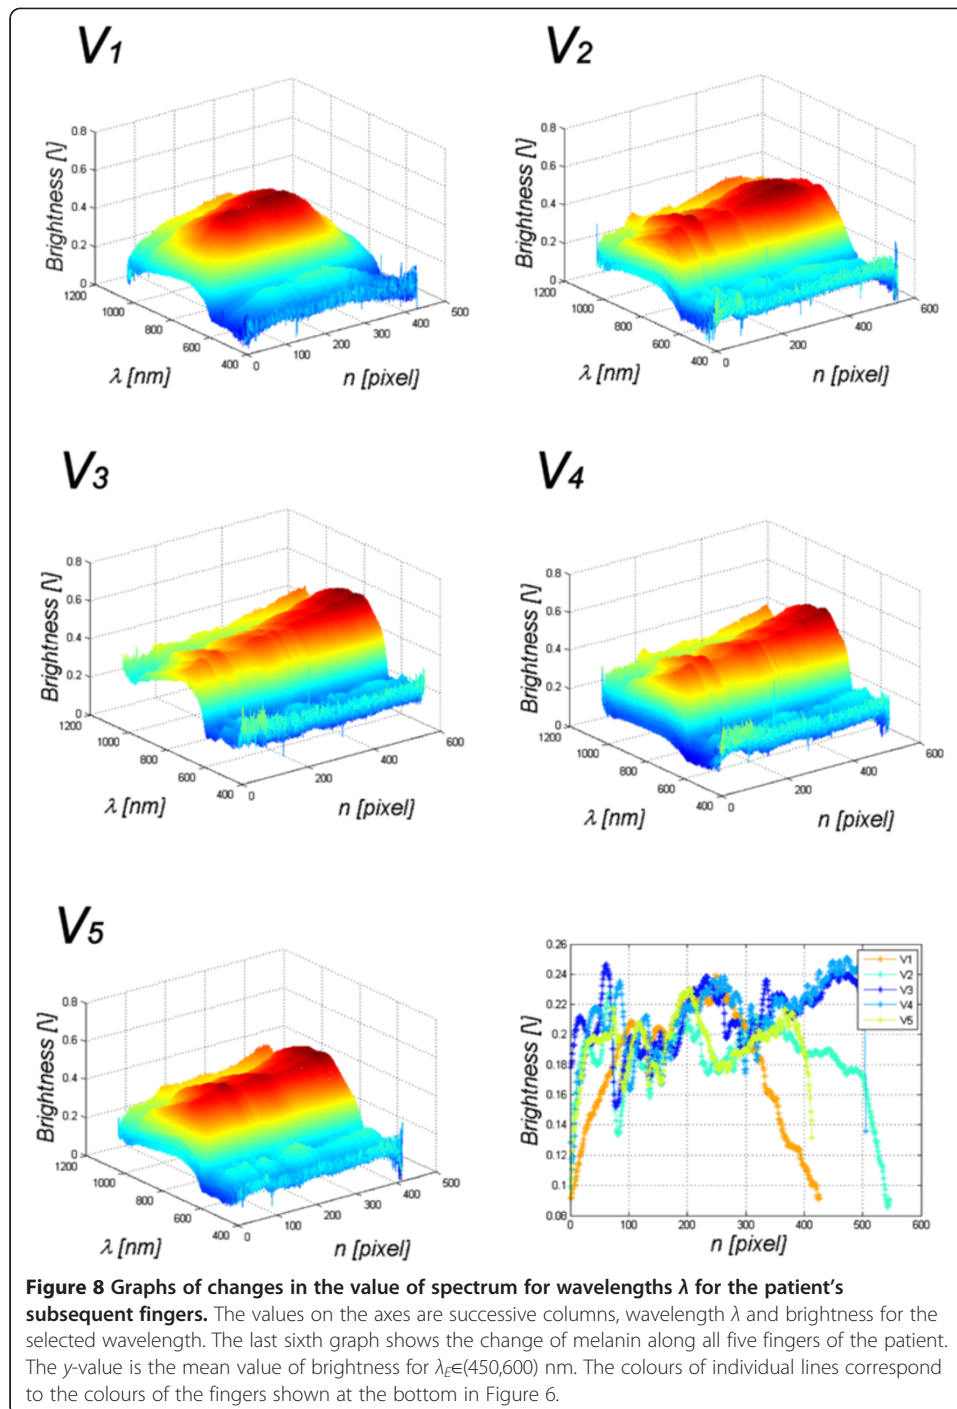 V1
V2
Brightness [\]
0.8
0.6
0.4
0.2
0
1200
1000
800
600
400
λ [nm]
0
100
200
300
400
500
n [pixel]
Brightness [\]
0.8
0.6
0.4
0.2
0
1200
1000
800
600
400
λ [nm]
0
200
400
600
n [pixel]
V3
V4
Brightness [\]
0.8
0.6
0.4
0.2
0
1200
1000
800
600
400
λ [nm]
0
200
400
600
n [pixel]
Brightness [\]
0.8
0.6
0.4
0.2
0
1200
1000
800
600
400
λ [nm]
0
200
400
600
n [pixel]
V5
Brightness [\]
0.8
0.6
0.4
0.2
0
1200
1000
800
600
400
λ [nm]
0
100
200
300
400
500
n [pixel]
Brightness [\]
0.26
0.24
0.22
0.2
0.18
0.16
0.14
0.12
0.1
0.08
0
100
200
300
400
500
600
n [pixel]
V1
V2
V3
V4
V5
Figure 8 Graphs of changes in the value of spectrum for wavelengths λ for the patient's
subsequent fingers. The values on the axes are successive columns, wavelength λ and brightness for the
selected wavelength. The last sixth graph shows the change of melanin along all five fingers of the patient.
The y-value is the mean value of brightness for λE∈(450,600) nm. The colours of individual lines correspond
to the colours of the fingers shown at the bottom in Figure 6.